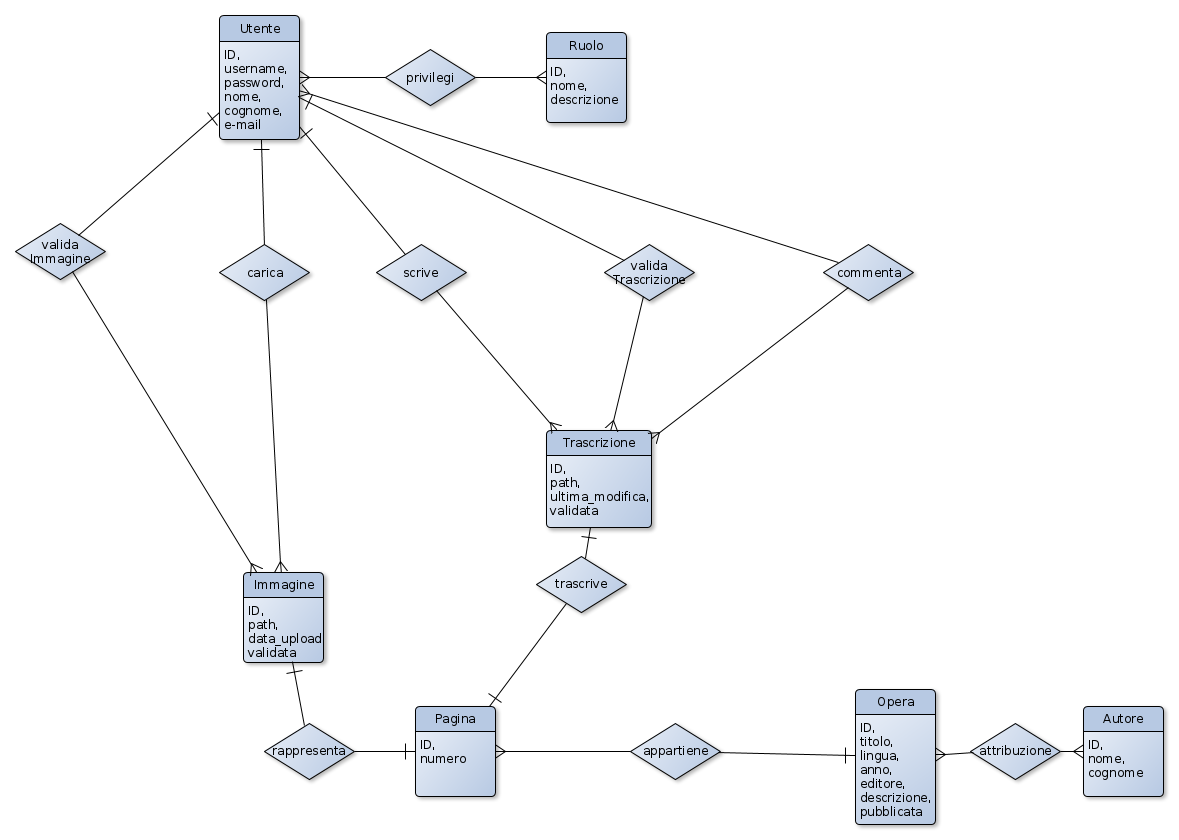 Utente
ID,
username,
password,
nome,
cognome,
e-mail
privilegi
Ruolo
ID,
nome,
descrizione
valida
Immagine
carica
scrive
valida
Trascrizione
commenta
Trascrizione
ID,
path,
ultima_modifica,
validata
trascrive
Immagine
ID,
path,
data_upload
validata
rappresenta
Pagina
ID,
numero
appartiene
Opera
ID,
titolo,
lingua,
anno,
editore,
descrizione,
pubblicata
attribuzione
Autore
ID,
nome,
cognome